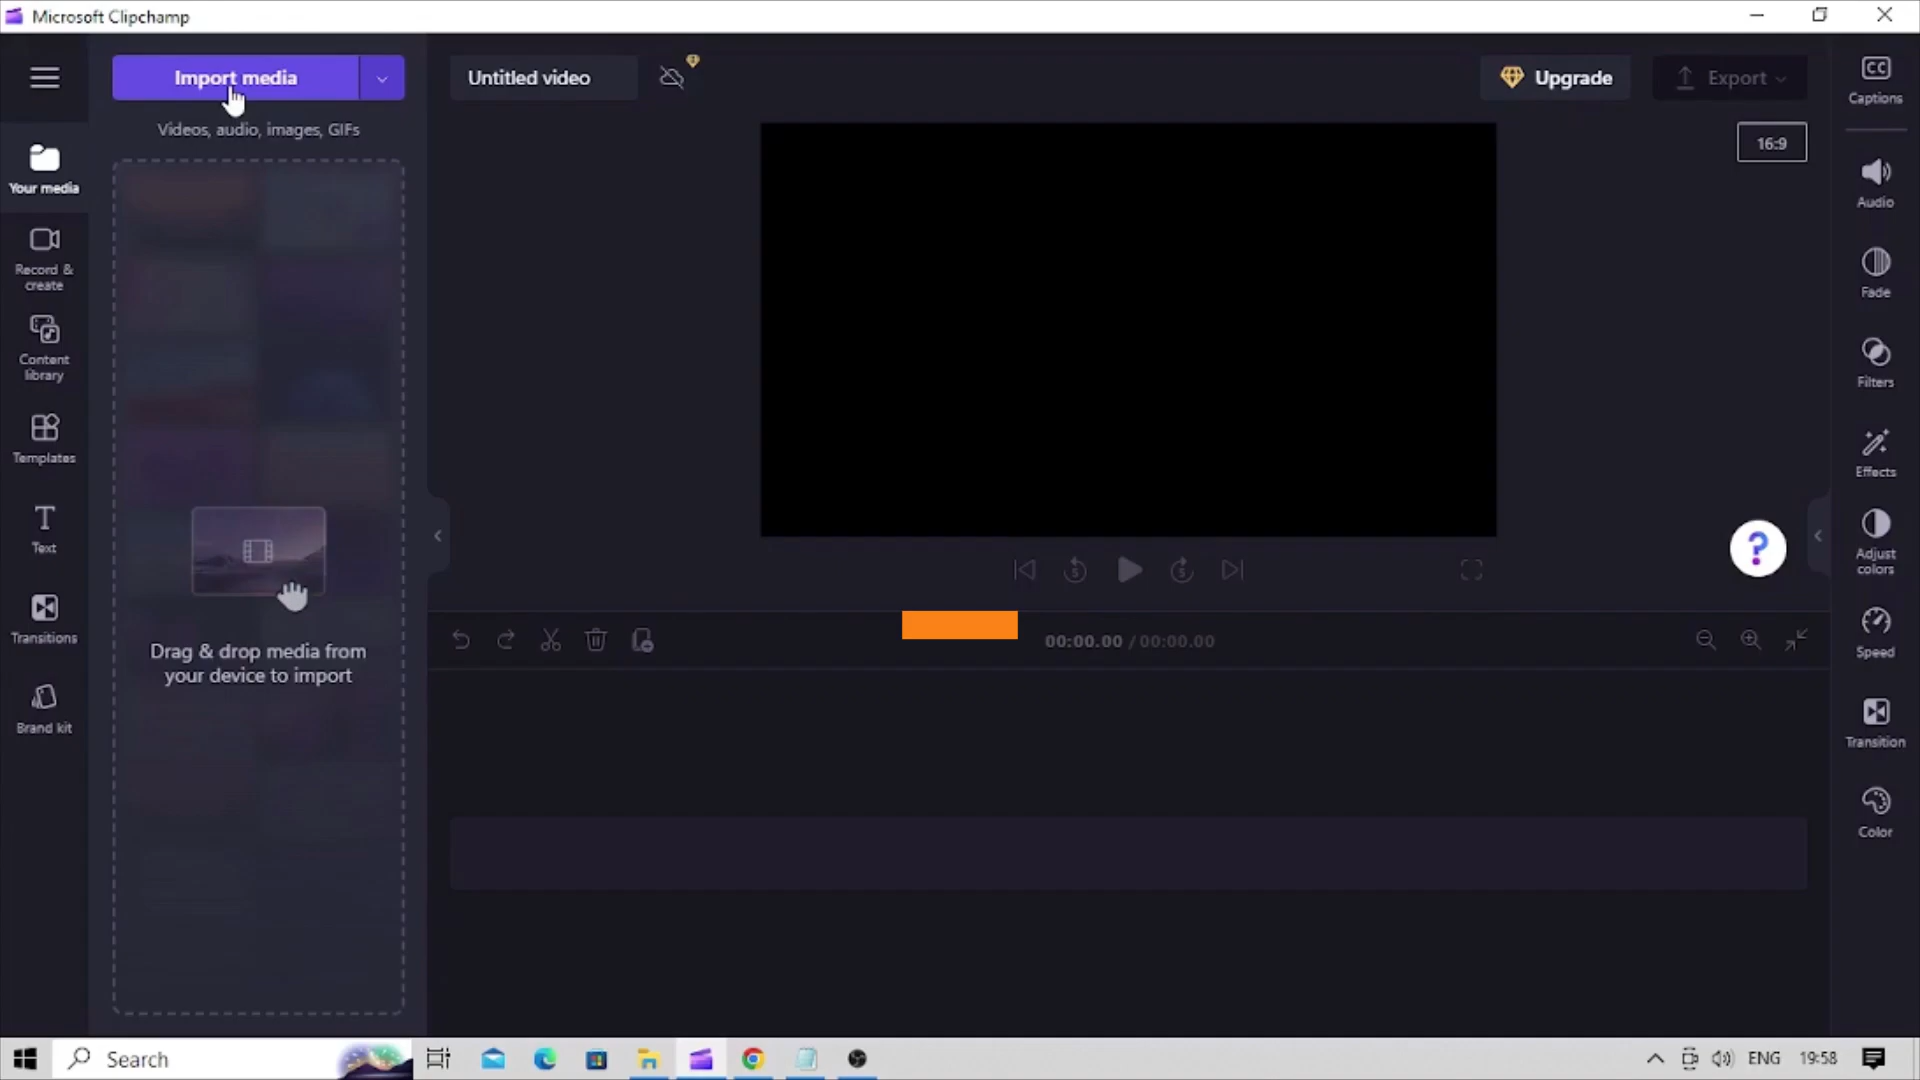 Microsoft Clipchamp
Import media
Videos, audio, images, GIFs
Untitled video
Upgrade
Export
16:9
Your media
Record &
create
Content
library
Templates
Text
Transitions
Brand kit
Drag & drop media from
your device to import
5
5
?
00:00.00 / 00:00.00
CC
Captions
Audio
Fade
Filters
Effects
Adjust
colors
Speed
Transition
Color
Search
ENG
19:58